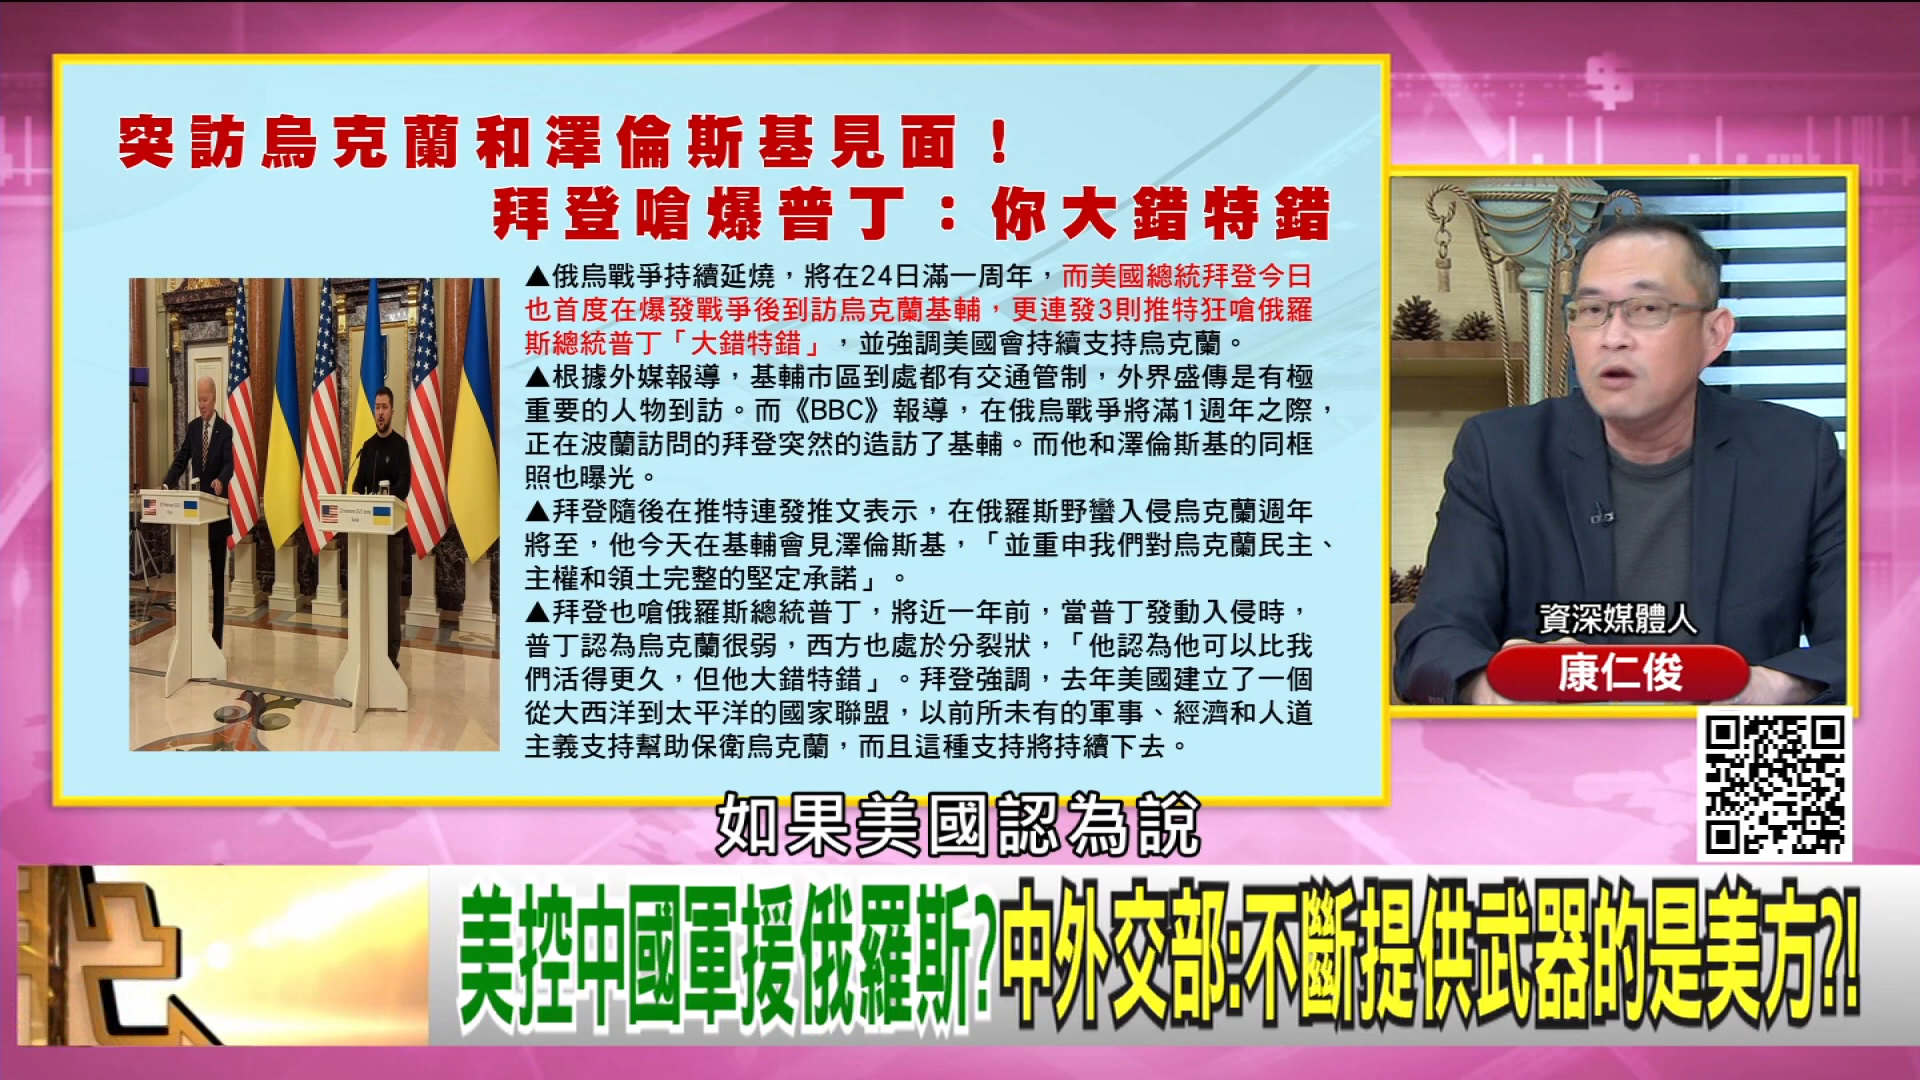 突訪烏克蘭和澤倫斯基見面！
拜登嗆爆普丁：你大錯特錯
▲俄烏戰爭持續延燒，將在24日滿一周年，而美國總統拜登今日
也首度在爆發戰爭後到訪烏克蘭基輔，更連發3則推特狂嗆俄羅
斯總統普丁「大錯特錯」，並強調美國會持續支持烏克蘭。
▲根據外媒報導，基輔市區到處都有交通管制，外界盛傳是有極
重要的人物到訪。而《BBC》報導，在俄烏戰爭將滿1週年之際，
正在波蘭訪問的拜登突然的造訪了基輔。而他和澤倫斯基的同框
照也曝光。
▲拜登隨後在推特連發推文表示，在俄羅斯野蠻入侵烏克蘭週年
將至，他今天在基輔會見澤倫斯基，「並重申我們對烏克蘭民主、
主權和領土完整的堅定承諾」。
▲拜登也嗆俄羅斯總統普丁，將近一年前，當普丁發動入侵時，
普丁認為烏克蘭很弱，西方也處於分裂狀，「他認為他可以比我
們活得更久，但他大錯特錯」。拜登強調，去年美國建立了一個
從大西洋到太平洋的國家聯盟，以前所未有的軍事、經濟和人道
主義支持幫助保衛烏克蘭，而且這種支持將持續下去。
資深媒體人
康仁俊
如果美國認為說
美控中國軍援俄羅斯?中外交部:不斷提供武器的是美方?!